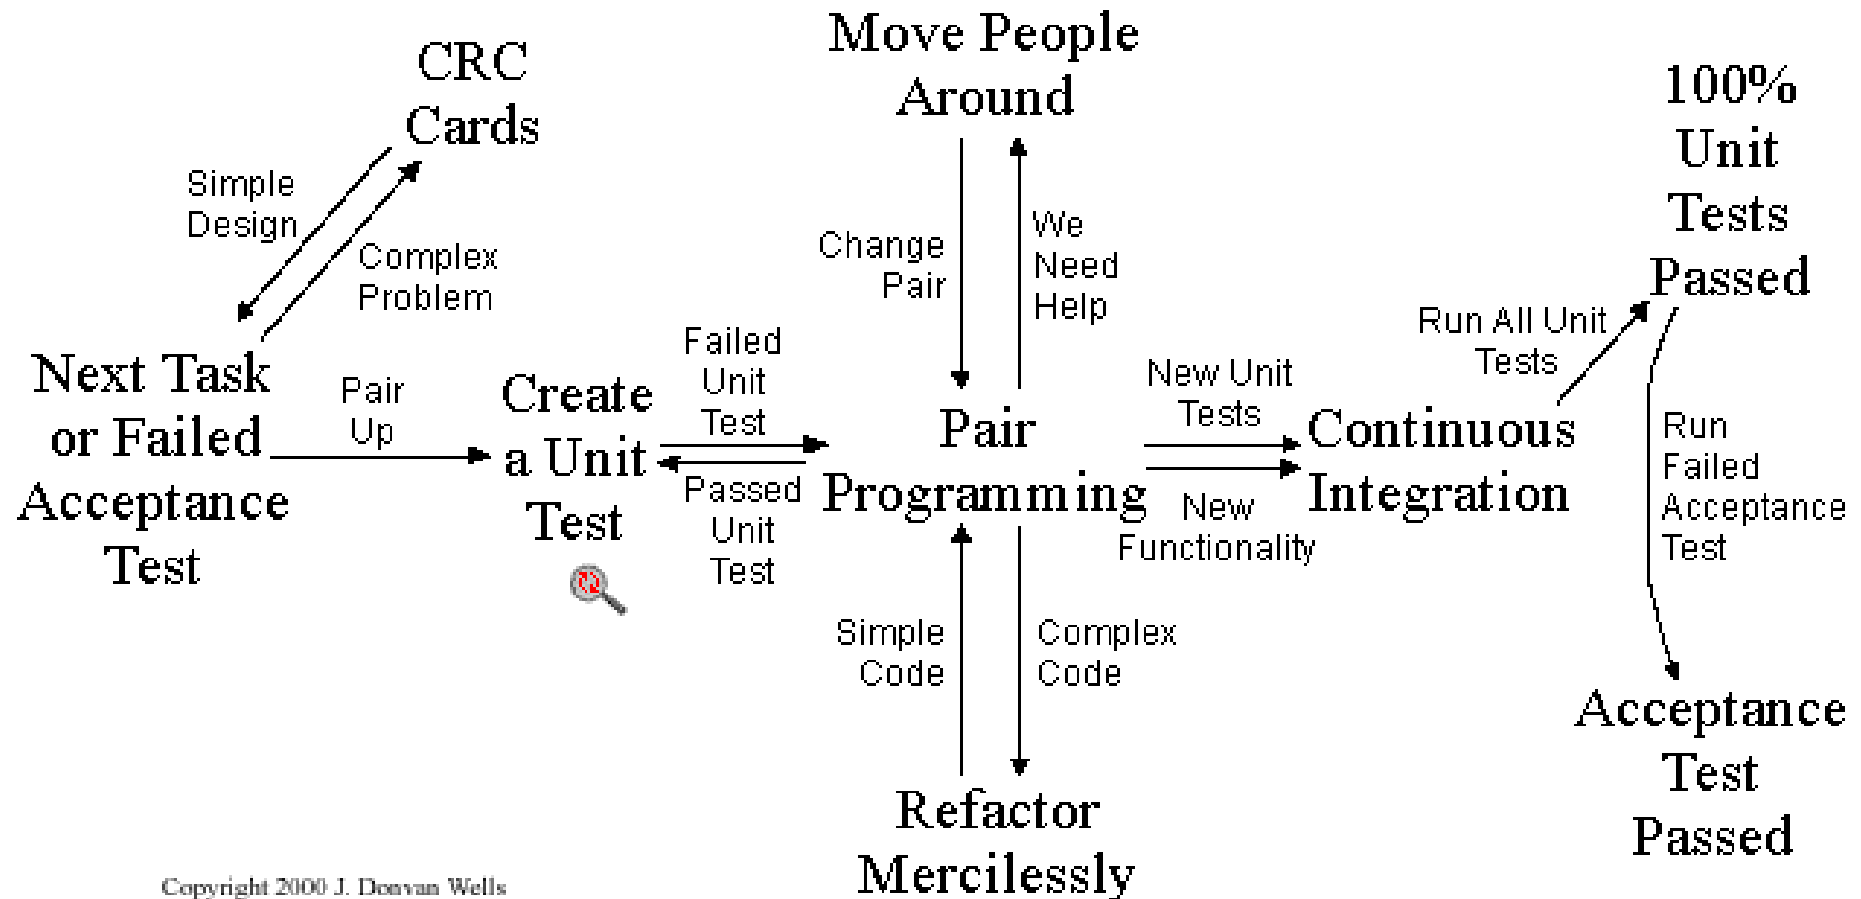 CRC
Cards
Simple
Design
Complex
Problem
Next Task
or Failed
Acceptance
Test
Pair
Up
Create
a Unit
Test
Failed
Unit
Test
Passed
Unit
Test
Move People
Around
Change
Pair
We
Need
Help
Pair
Programming
Simple
Code
Complex
Code
Refactor
Mercilessly
New Unit
Tests
New
Functionality
Continuous
Integration
Run All Unit
Tests
100%
Unit
Tests
Passed
Run
Failed
Acceptance
Test
Acceptance
Test
Passed
Copyright 2000 J. Donvan Wells